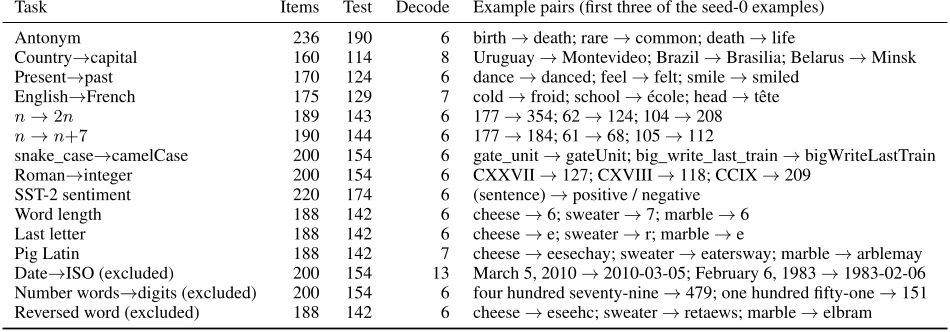 Task Items Test Decode Example pairs (first three of the seed-0 examples)
Antonym 236 190 6 birth → death; rare → common; death → life
Country→capital 160 114 8 Uruguay → Montevideo; Brazil → Brasilia; Belarus → Minsk
Present→past 170 124 6 dance → danced; feel → felt; smile → smiled
English→French 175 129 7 cold → froid; school → école; head → tête
n → 2n 189 143 6 177 → 354; 62 → 124; 104 → 208
n → n+7 190 144 6 177 → 184; 61 → 68; 105 → 112
snake_case→camelCase 200 154 6 gate_unit → gateUnit; big_write_last_train → bigWriteLastTrain
Roman→integer 200 154 6 CXXVII → 127; CXVIII → 118; CCIX → 209
SST-2 sentiment 220 174 6 (sentence) → positive / negative
Word length 188 142 6 cheese → 6; sweater → 7; marble → 6
Last letter 188 142 6 cheese → e; sweater → r; marble → e
Pig Latin 188 142 7 cheese → eesechay; sweater → eatersway; marble → arblemay
Date→ISO (excluded) 200 154 13 March 5, 2010 → 2010-03-05; February 6, 1983 → 1983-02-06
Number words→digits (excluded) 200 154 6 four hundred seventy-nine → 479; one hundred fifty-one → 151
Reversed word (excluded) 188 142 6 cheese → eseehc; sweater → retaews; marble → elbram